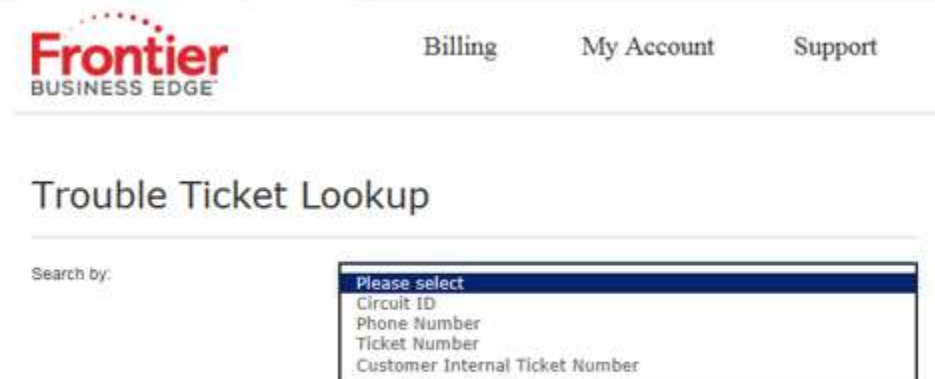 Frontier
BUSINESS EDGE
Billing My Account Support
Trouble Ticket Lookup
Search by:
Please select
Circuit ID
Phone Number
Ticket Number
Customer Internal Ticket Number